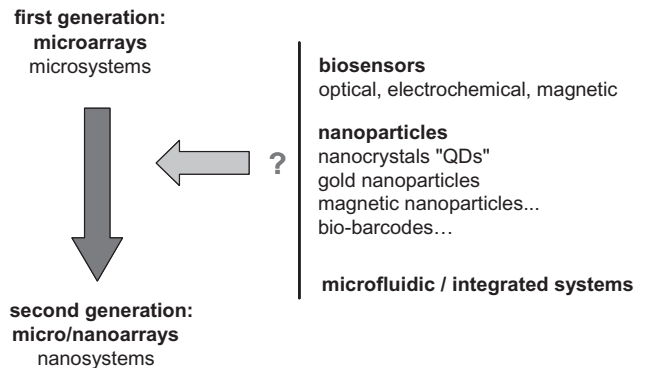 first generation:
microarrays
microsystems
biosensors
optical, electrochemical, magnetic
nanoparticles
nanocrystals "QDs"
gold nanoparticles
magnetic nanoparticles...
bio-barcodes…
?
microfluidic / integrated systems
second generation:
micro/nanoarrays
nanosystems